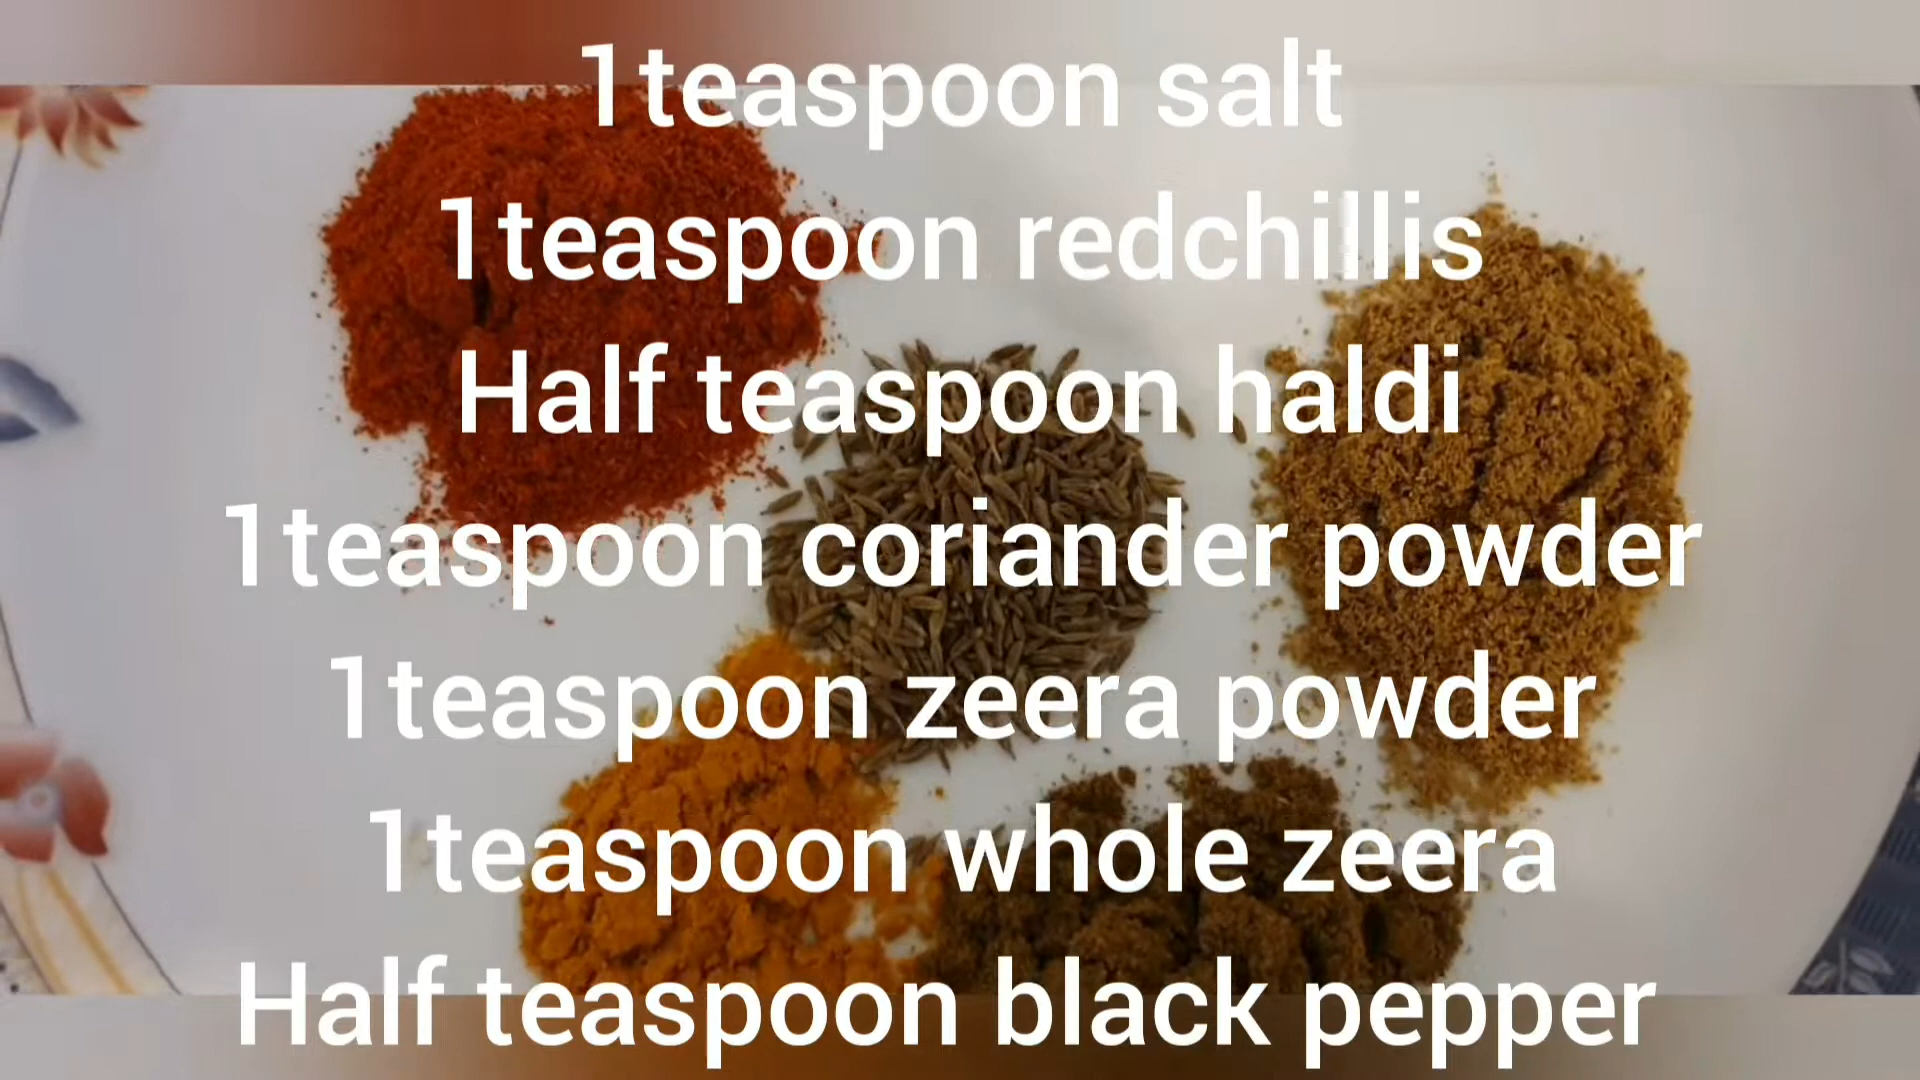 1teaspoon salt
1teaspoon redchillis
Half teaspoon haldi
1teaspoon coriander powder
1teaspoon zeera powder
1teaspoon whole zeera
Half teaspoon black pepper